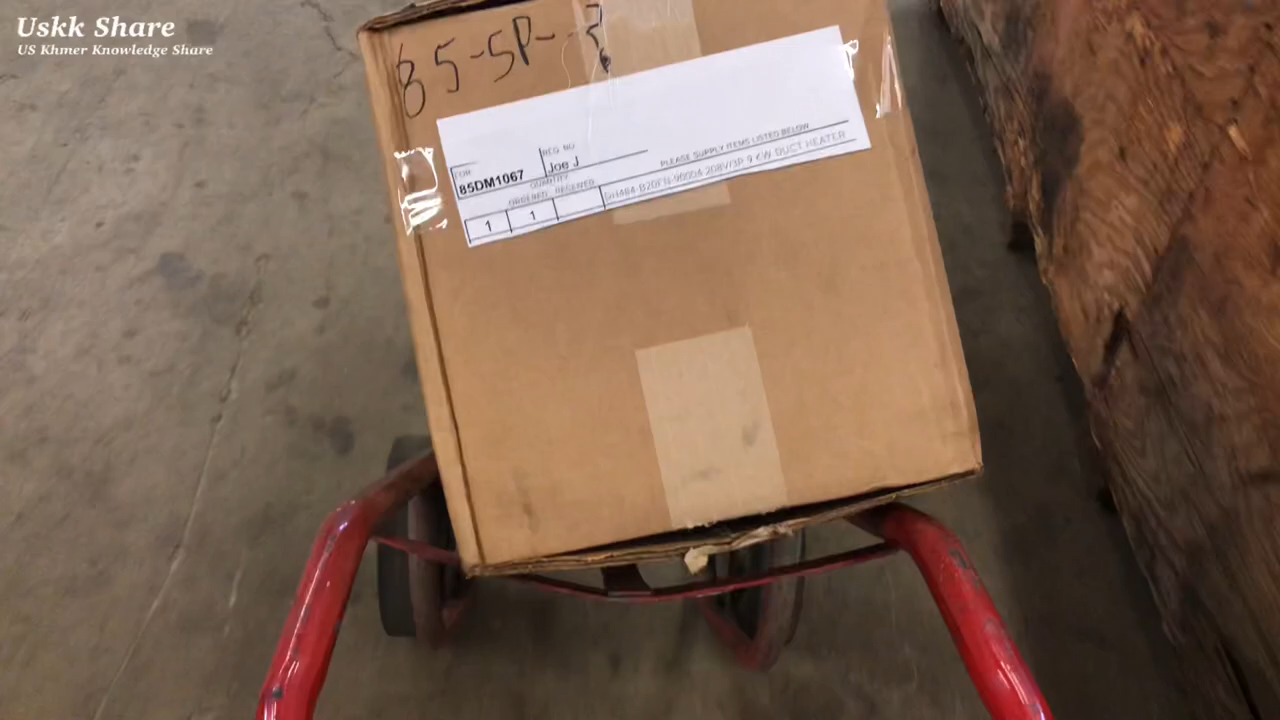 Uskk Share
US Khmer Knowledge Share
85-SP-
FOR
REQ NO
85DM1067
Joe J
PLEASE SUPPLY ITEMS LISTED BELOW
QUANTITY
ORDERED RECEIVED
208V/3P 9 KW DUCT HEATER
1
1